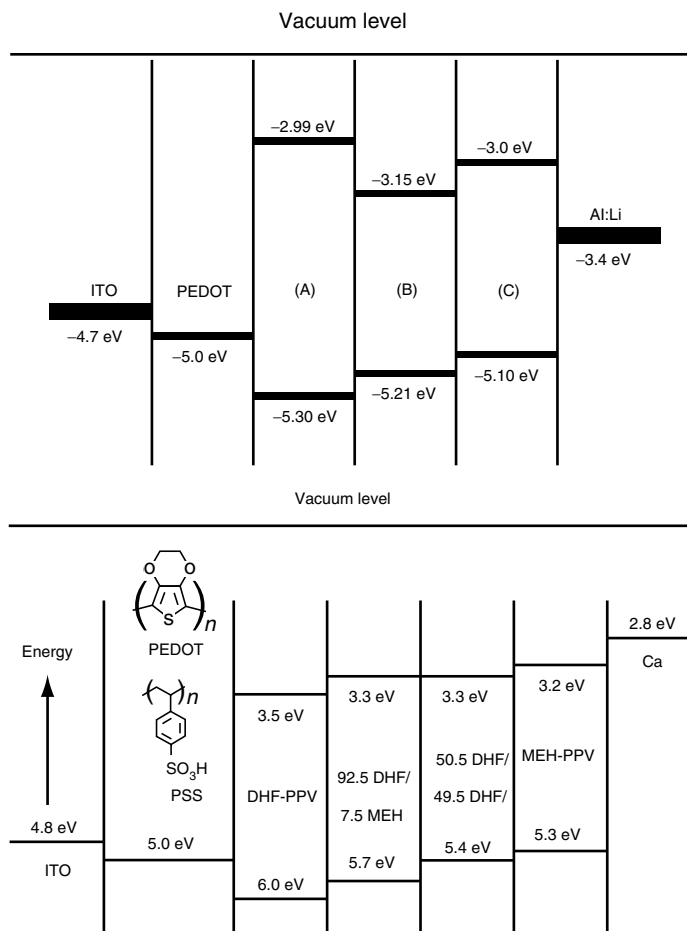 Vacuum level
–2.99 eV
–3.0 eV
–3.15 eV
Al:Li
–3.4 eV
ITO
PEDOT
(A)
(B)
(C)
–4.7 eV
–5.0 eV
–5.30 eV
–5.21 eV
–5.10 eV
Vacuum level
O
O
S
n
PEDOT
n
SO3H
PSS
Energy
2.8 eV
Ca
3.5 eV
3.3 eV
3.3 eV
3.2 eV
DHF-PPV
92.5 DHF/
7.5 MEH
50.5 DHF/
49.5 DHF/
MEH-PPV
4.8 eV
ITO
5.0 eV
6.0 eV
5.7 eV
5.4 eV
5.3 eV